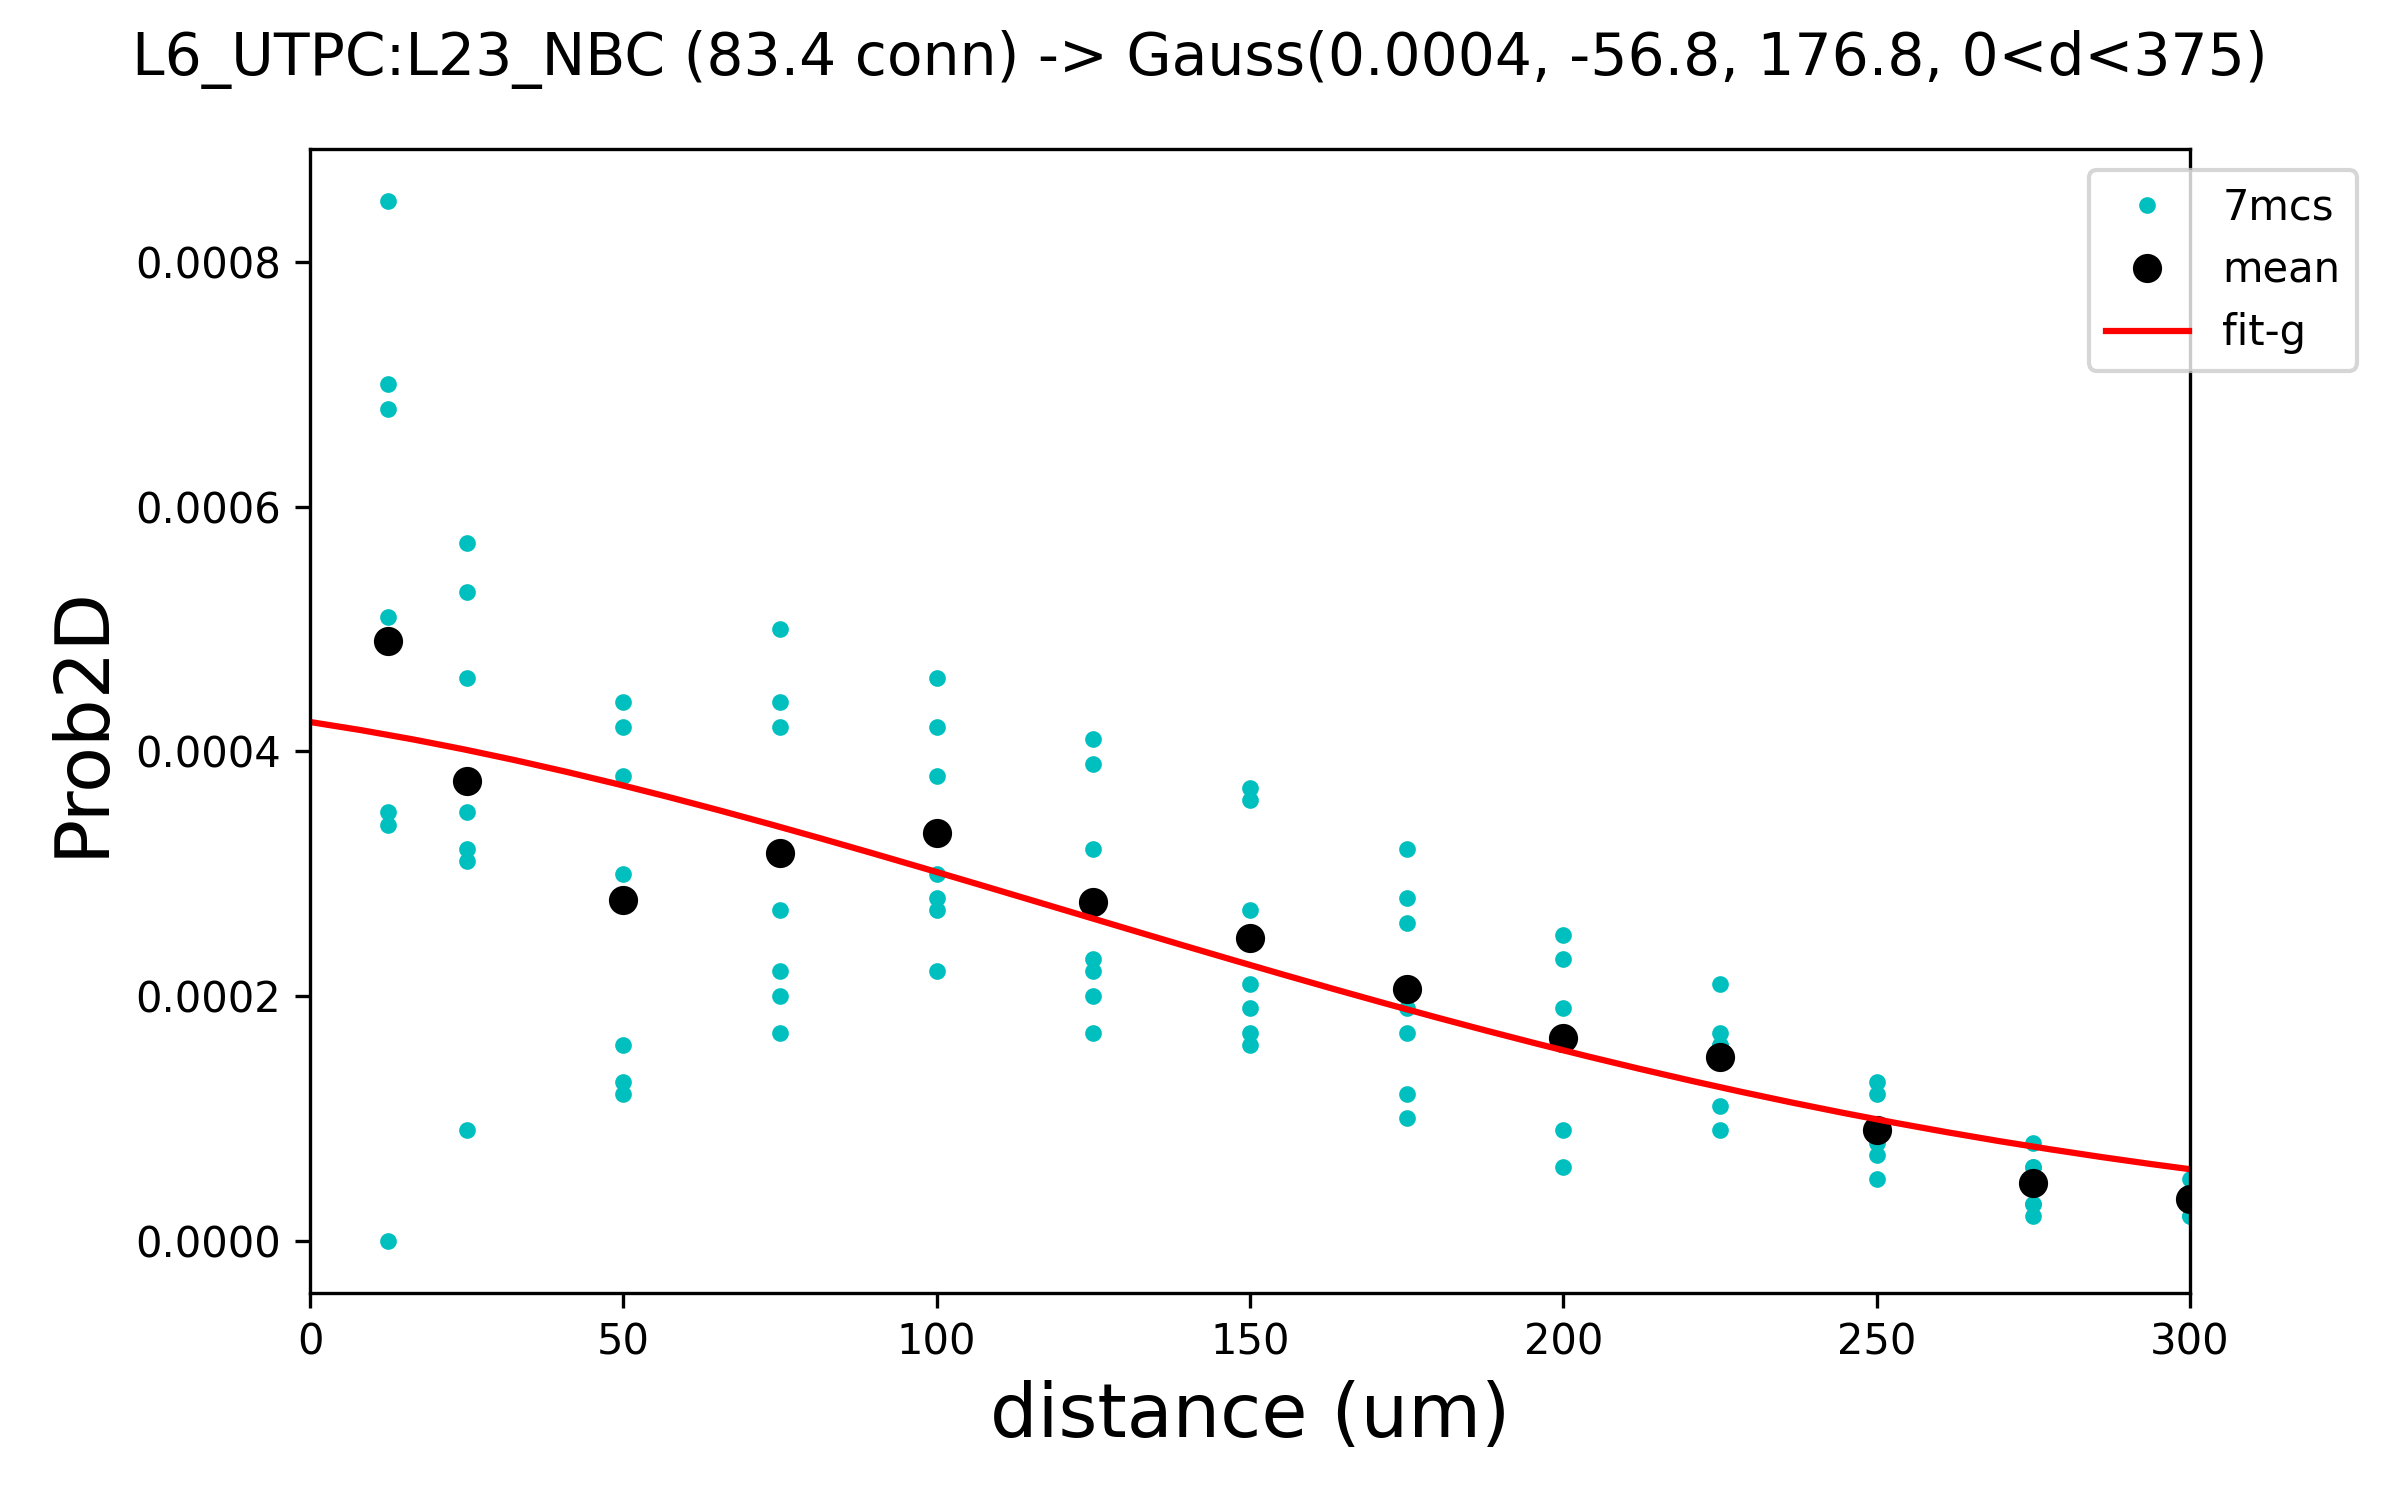 L6_UTPC:L23_NBC (83.4 conn) -> Gauss(0.0004, -56.8, 176.8, 0<d<375)
7mcs
mean
fit-g
Prob2D
0.0008
0.0006
0.0004
0.0002
0.0000
0 50 100 150 200 250 300
distance (um)